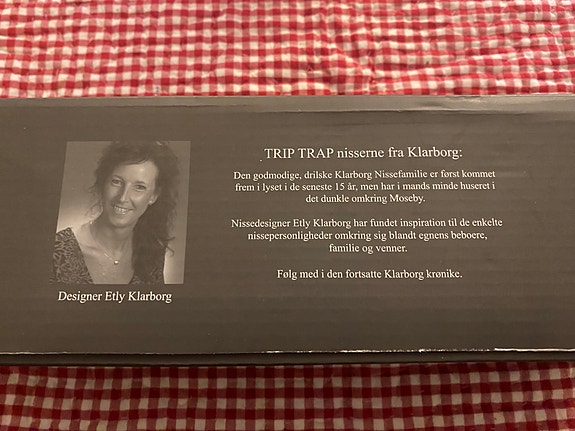 TRIP TRAP nisserne fra Klarborg:
Den godmodige, drilske Klarborg Nissefamilie er først kommet
frem i lyset i de seneste 15 år, men har i mands minde huseret i
det dunkle omkring Moseby.
Nissedesigner Etly Klarborg har fundet inspiration til de enkelte
nissepersonligheder omkring sig blandt egnens beboere,
familie og venner.
Følg med i den fortsatte Klarborg krønike.
Designer Etly Klarborg